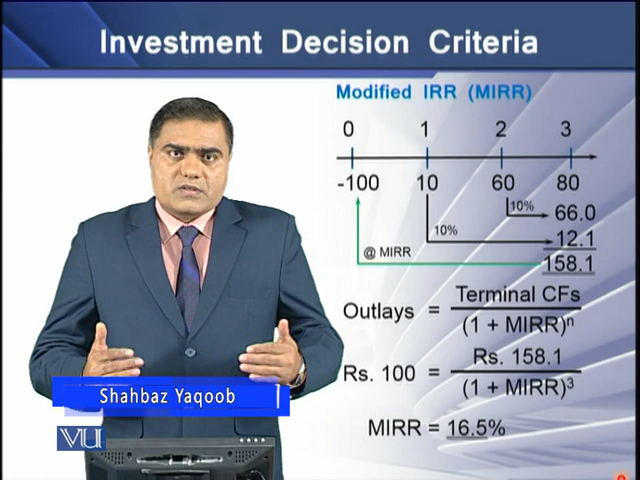 Investment Decision Criteria
Modified IRR (MIRR)
0 1 2 3
-100 10 60 80
10% 66.0
10% 12.1
@ MIRR 158.1
Outlays = Terminal CFs / (1 + MIRR)ⁿ
Rs. 100 = Rs. 158.1 / (1 + MIRR)³
MIRR = 16.5%
Shahbaz Yaqoob
VU